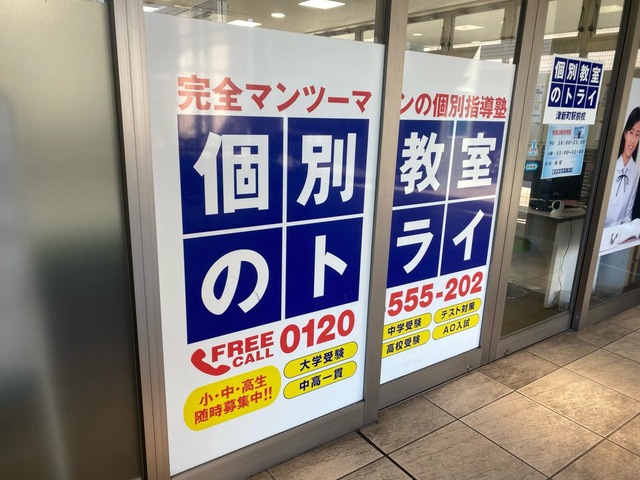 完全マンツーマンの個別指導塾
個別教室
のトライ
FREE CALL 0120 555-202
小・中・高生
随時募集中!!
大学受験
中高一貫
中学受験
高校受験
テスト対策
AO入試
個別教室
のトライ
津新町駅前校